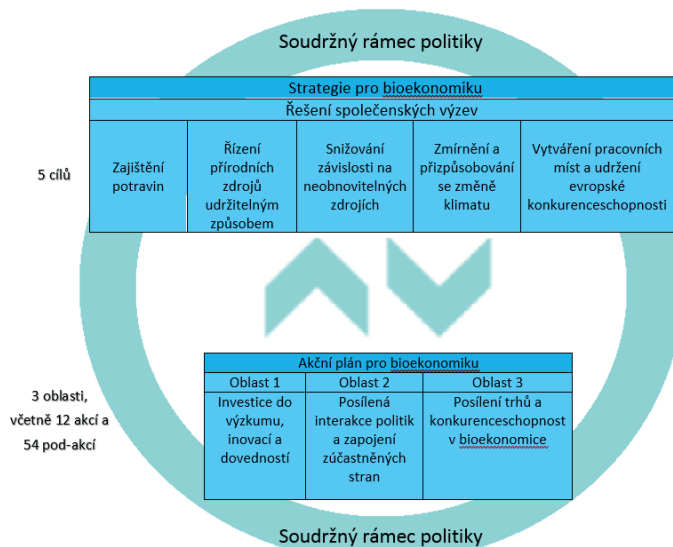 Soudržný rámec politiky
Strategie pro bioekonomiku
Řešení společenských výzev
5 cílů
Zajištění
potravin
Řízení
přírodních
zdrojů
udržitelným
způsobem
Snižování
závislosti na
neobnovitelných
zdrojích
Zmírnění a
přizpůsobování
se změně
klimatu
Vytváření pracovních
míst a udržení
evropské
konkurenceschopnosti
3 oblasti,
včetně 12 akcí a
54 pod-akcí
Akční plán pro bioekonomiku
Oblast 1
Oblast 2
Oblast 3
Investice do
výzkumu,
inovací a
dovedností
Posílená
interakce politik
a zapojení
zúčastněných
stran
Posílení trhů a
konkurenceschopnost
v bioekonomice
Soudržný rámec politiky